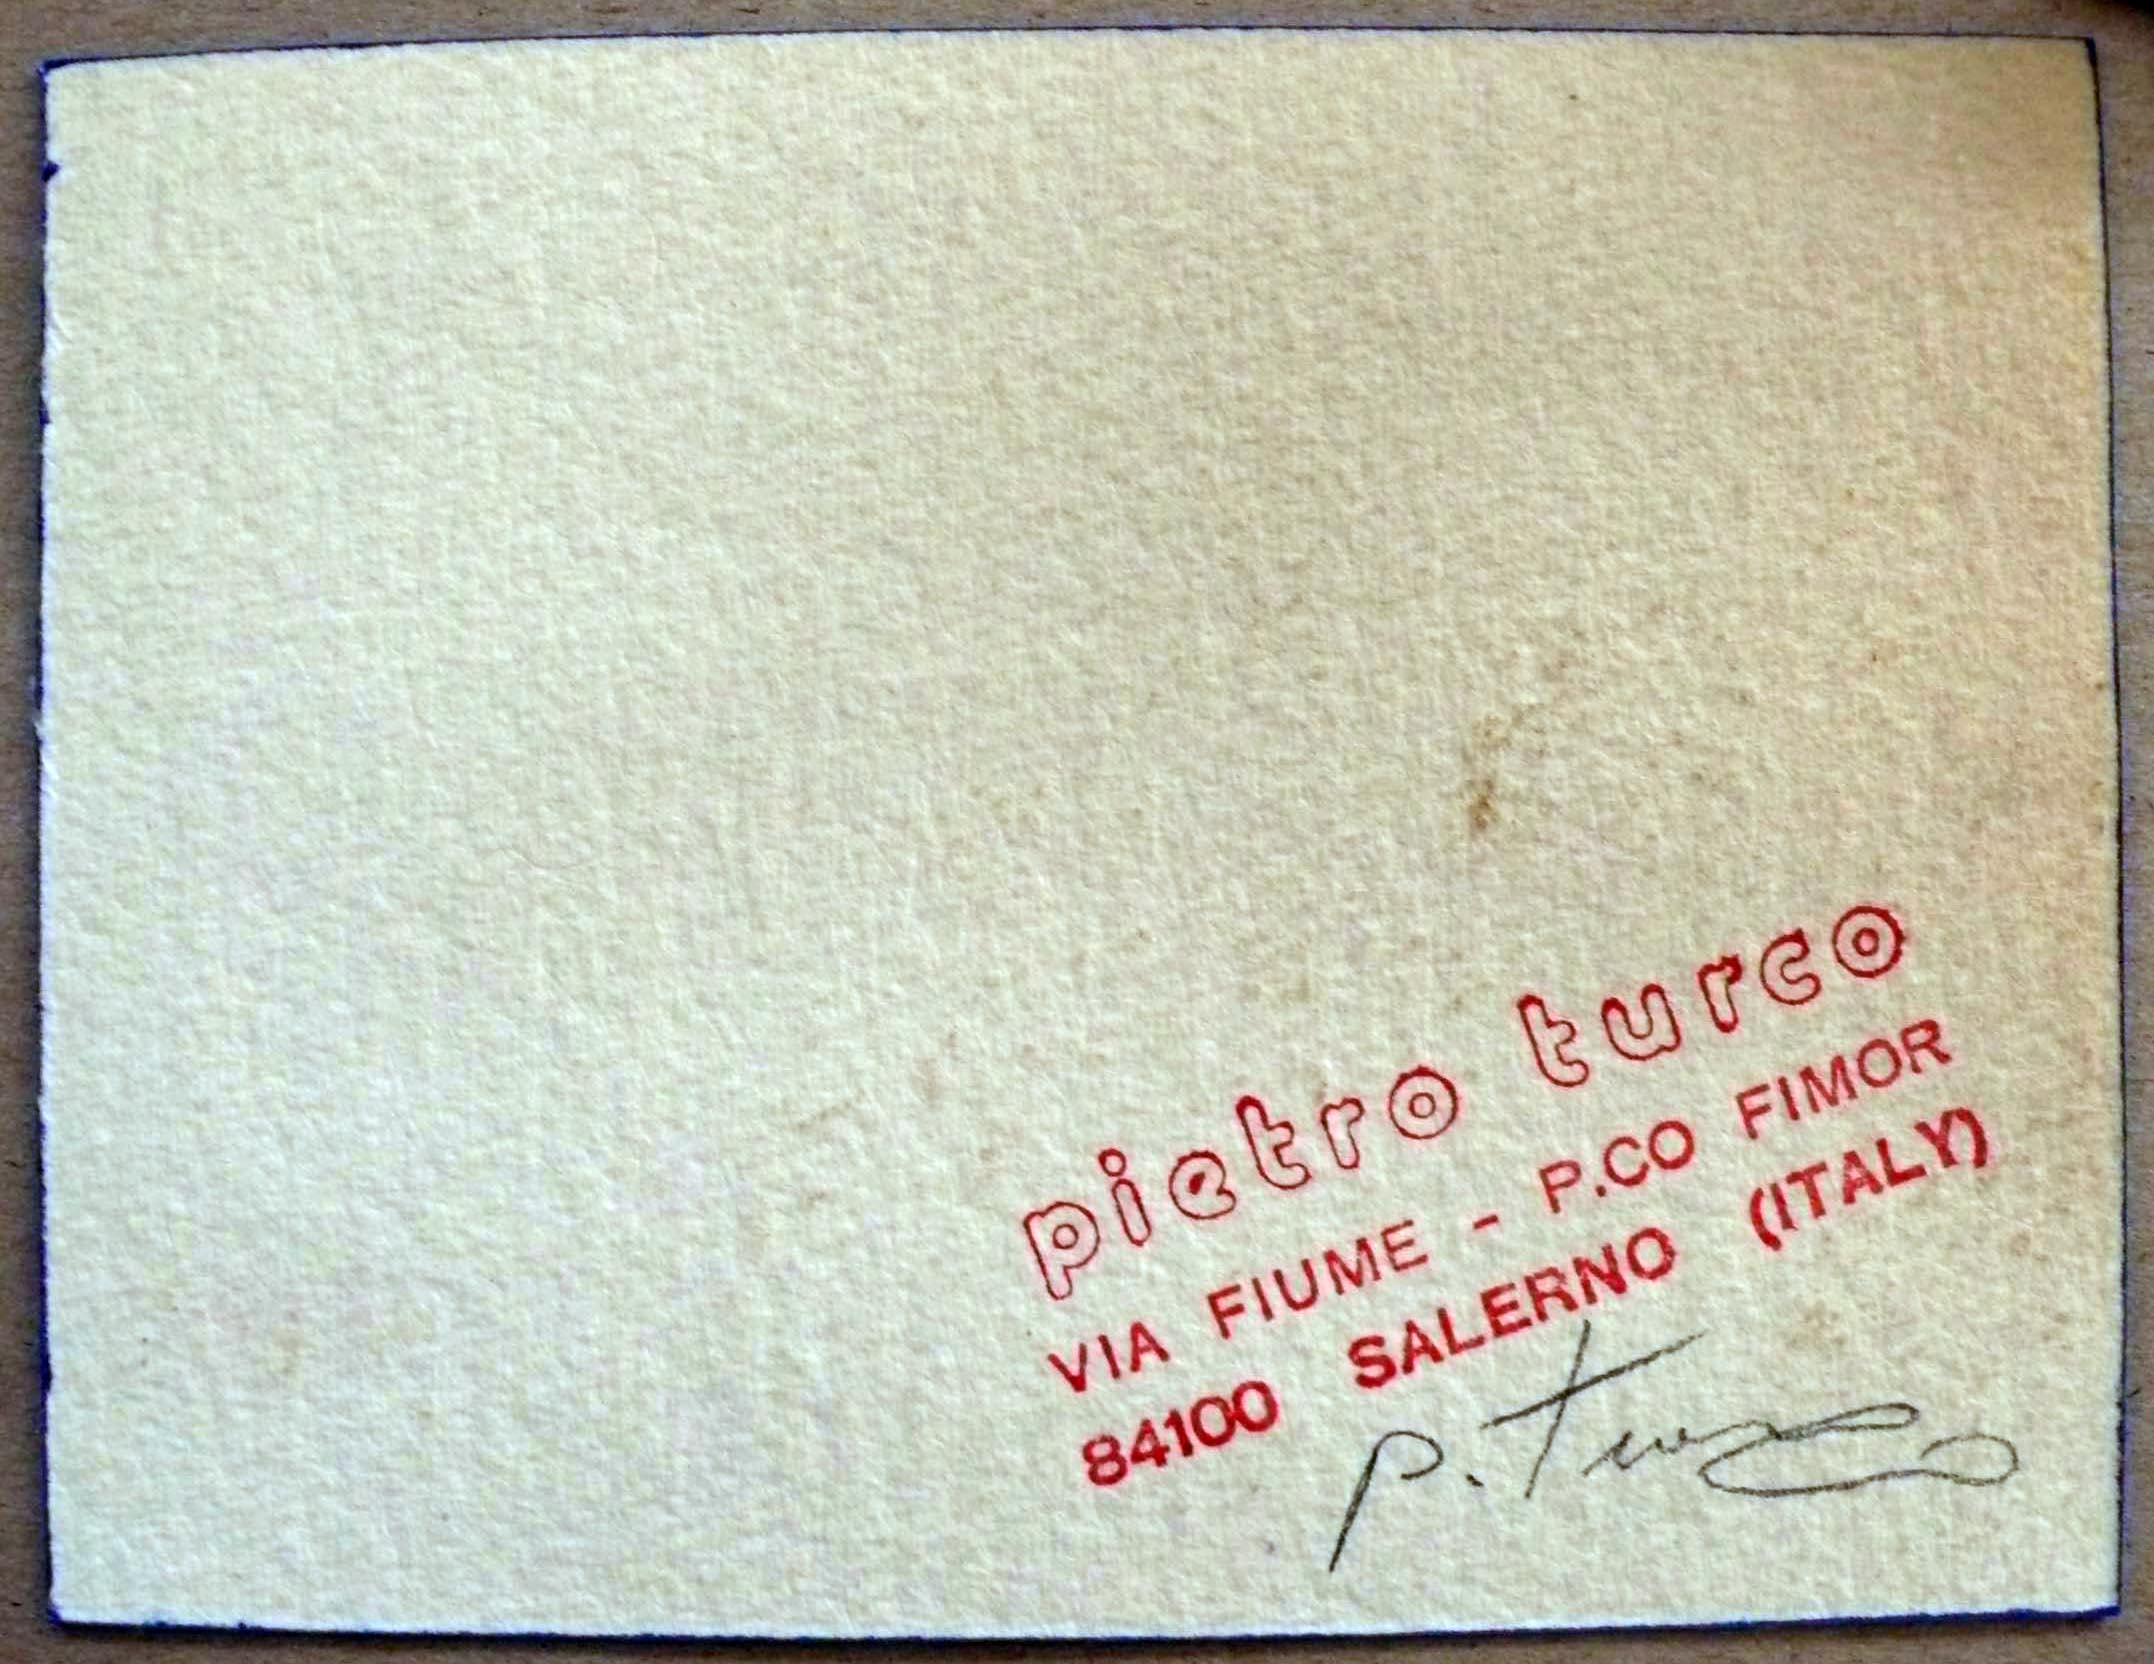 pietro turco
VIA FIUME - P.CO FIMOR
84100 SALERNO (ITALY)
p. Turco